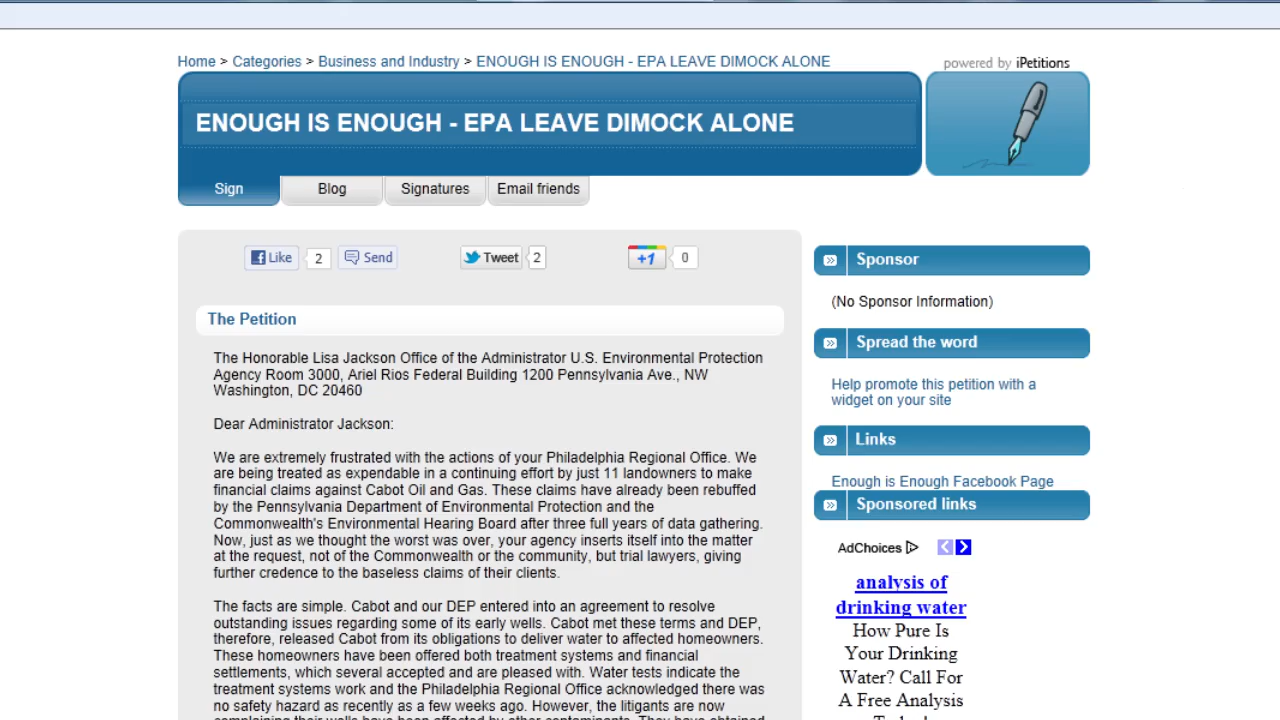 Home > Categories > Business and Industry > ENOUGH IS ENOUGH - EPA LEAVE DIMOCK ALONE
powered by iPetitions
ENOUGH IS ENOUGH - EPA LEAVE DIMOCK ALONE
Sign Blog Signatures Email friends
Like 2 Send Tweet 2 +1 0
The Petition
The Honorable Lisa Jackson Office of the Administrator U.S. Environmental Protection
Agency Room 3000, Ariel Rios Federal Building 1200 Pennsylvania Ave., NW
Washington, DC 20460
Dear Administrator Jackson:
We are extremely frustrated with the actions of your Philadelphia Regional Office. We
are being treated as expendable in a continuing effort by just 11 landowners to make
financial claims against Cabot Oil and Gas. These claims have already been rebuffed
by the Pennsylvania Department of Environmental Protection and the
Commonwealth's Environmental Hearing Board after three full years of data gathering.
Now, just as we thought the worst was over, your agency inserts itself into the matter
at the request, not of the Commonwealth or the community, but trial lawyers, giving
further credence to the baseless claims of their clients.
The facts are simple. Cabot and our DEP entered into an agreement to resolve
outstanding issues regarding some of its early wells. Cabot met these terms and DEP,
therefore, released Cabot from its obligations to deliver water to affected homeowners.
These homeowners have been offered both treatment systems and financial
settlements, which several accepted and are pleased with. Water tests indicate the
treatment systems work and the Philadelphia Regional Office acknowledged there was
no safety hazard as recently as a few weeks ago. However, the litigants are now
complaining their wells have been affected by other contaminants. They have obtained
Sponsor
(No Sponsor Information)
Spread the word
Help promote this petition with a
widget on your site
Links
Enough is Enough Facebook Page
Sponsored links
AdChoices
analysis of
drinking water
How Pure Is
Your Drinking
Water? Call For
A Free Analysis